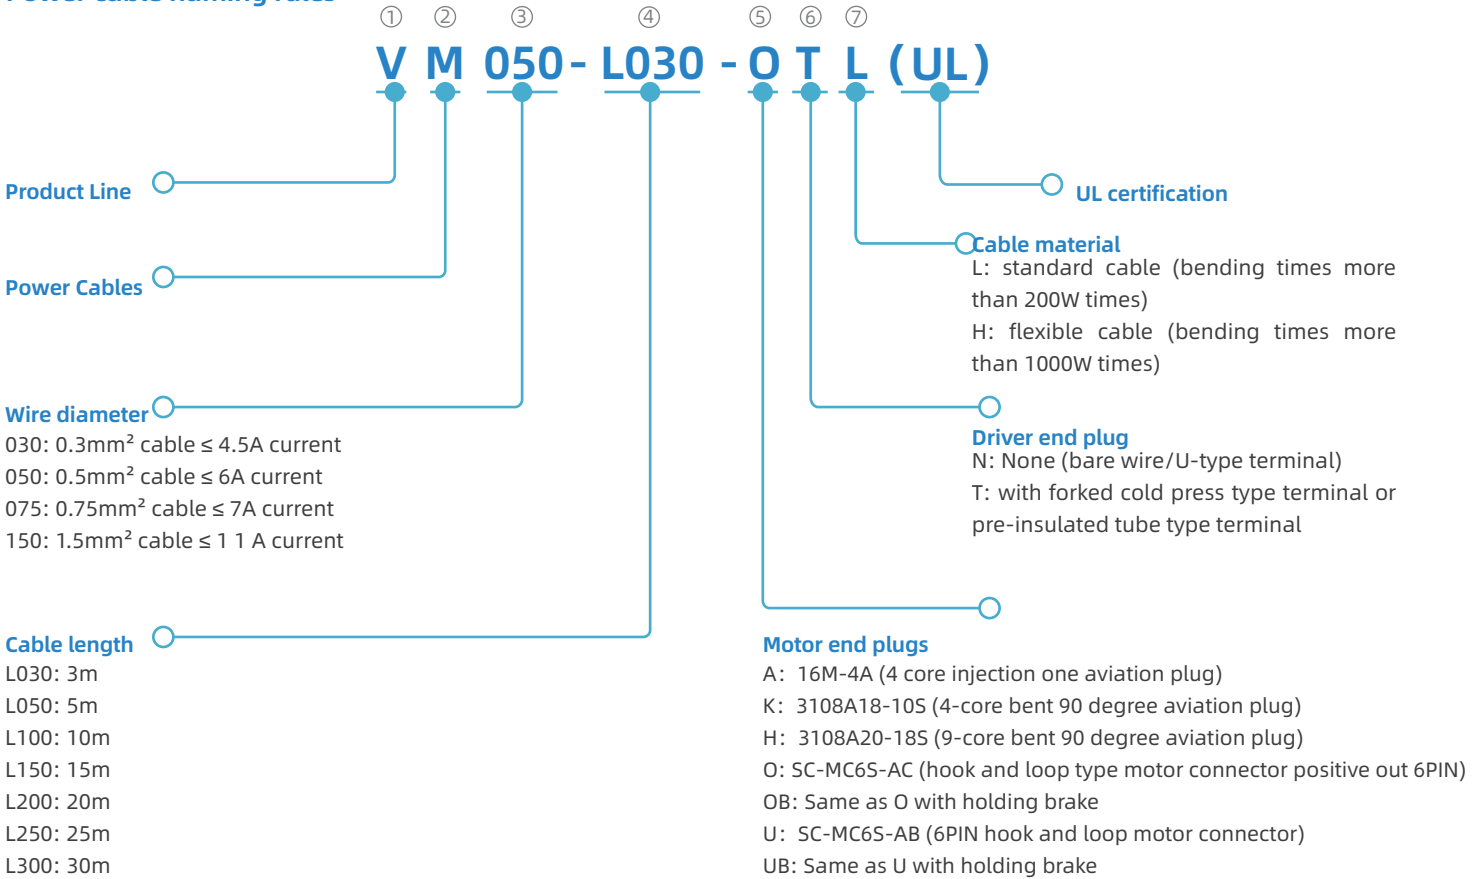 Power cable naming rules
① ② ③ ④ ⑤ ⑥ ⑦
V M 050 - L030 - O T L (UL)
Product Line
Power Cables
Wire diameter
030: 0.3mm² cable ≤ 4.5A current
050: 0.5mm² cable ≤ 6A current
075: 0.75mm² cable ≤ 7A current
150: 1.5mm² cable ≤ 1 1 A current
Cable length
L030: 3m
L050: 5m
L100: 10m
L150: 15m
L200: 20m
L250: 25m
L300: 30m
UL certification
Cable material
L: standard cable (bending times more
than 200W times)
H: flexible cable (bending times more
than 1000W times)
Driver end plug
N: None (bare wire/U-type terminal)
T: with forked cold press type terminal or
pre-insulated tube type terminal
Motor end plugs
A: 16M-4A (4 core injection one aviation plug)
K: 3108A18-10S (4-core bent 90 degree aviation plug)
H: 3108A20-18S (9-core bent 90 degree aviation plug)
O: SC-MC6S-AC (hook and loop type motor connector positive out 6PIN)
OB: Same as O with holding brake
U: SC-MC6S-AB (6PIN hook and loop motor connector)
UB: Same as U with holding brake